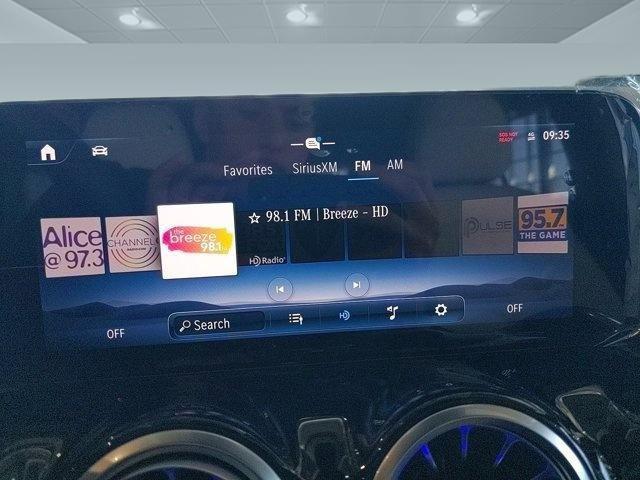 SOS NOT
READY
4G
09:35
Favorites
SiriusXM
FM
AM
Alice
@ 97.3
CHANNEL
the
breeze
98.1
98.1 FM | Breeze - HD
HD Radio
PULSE
95.7
THE GAME
OFF
Search
HD
OFF